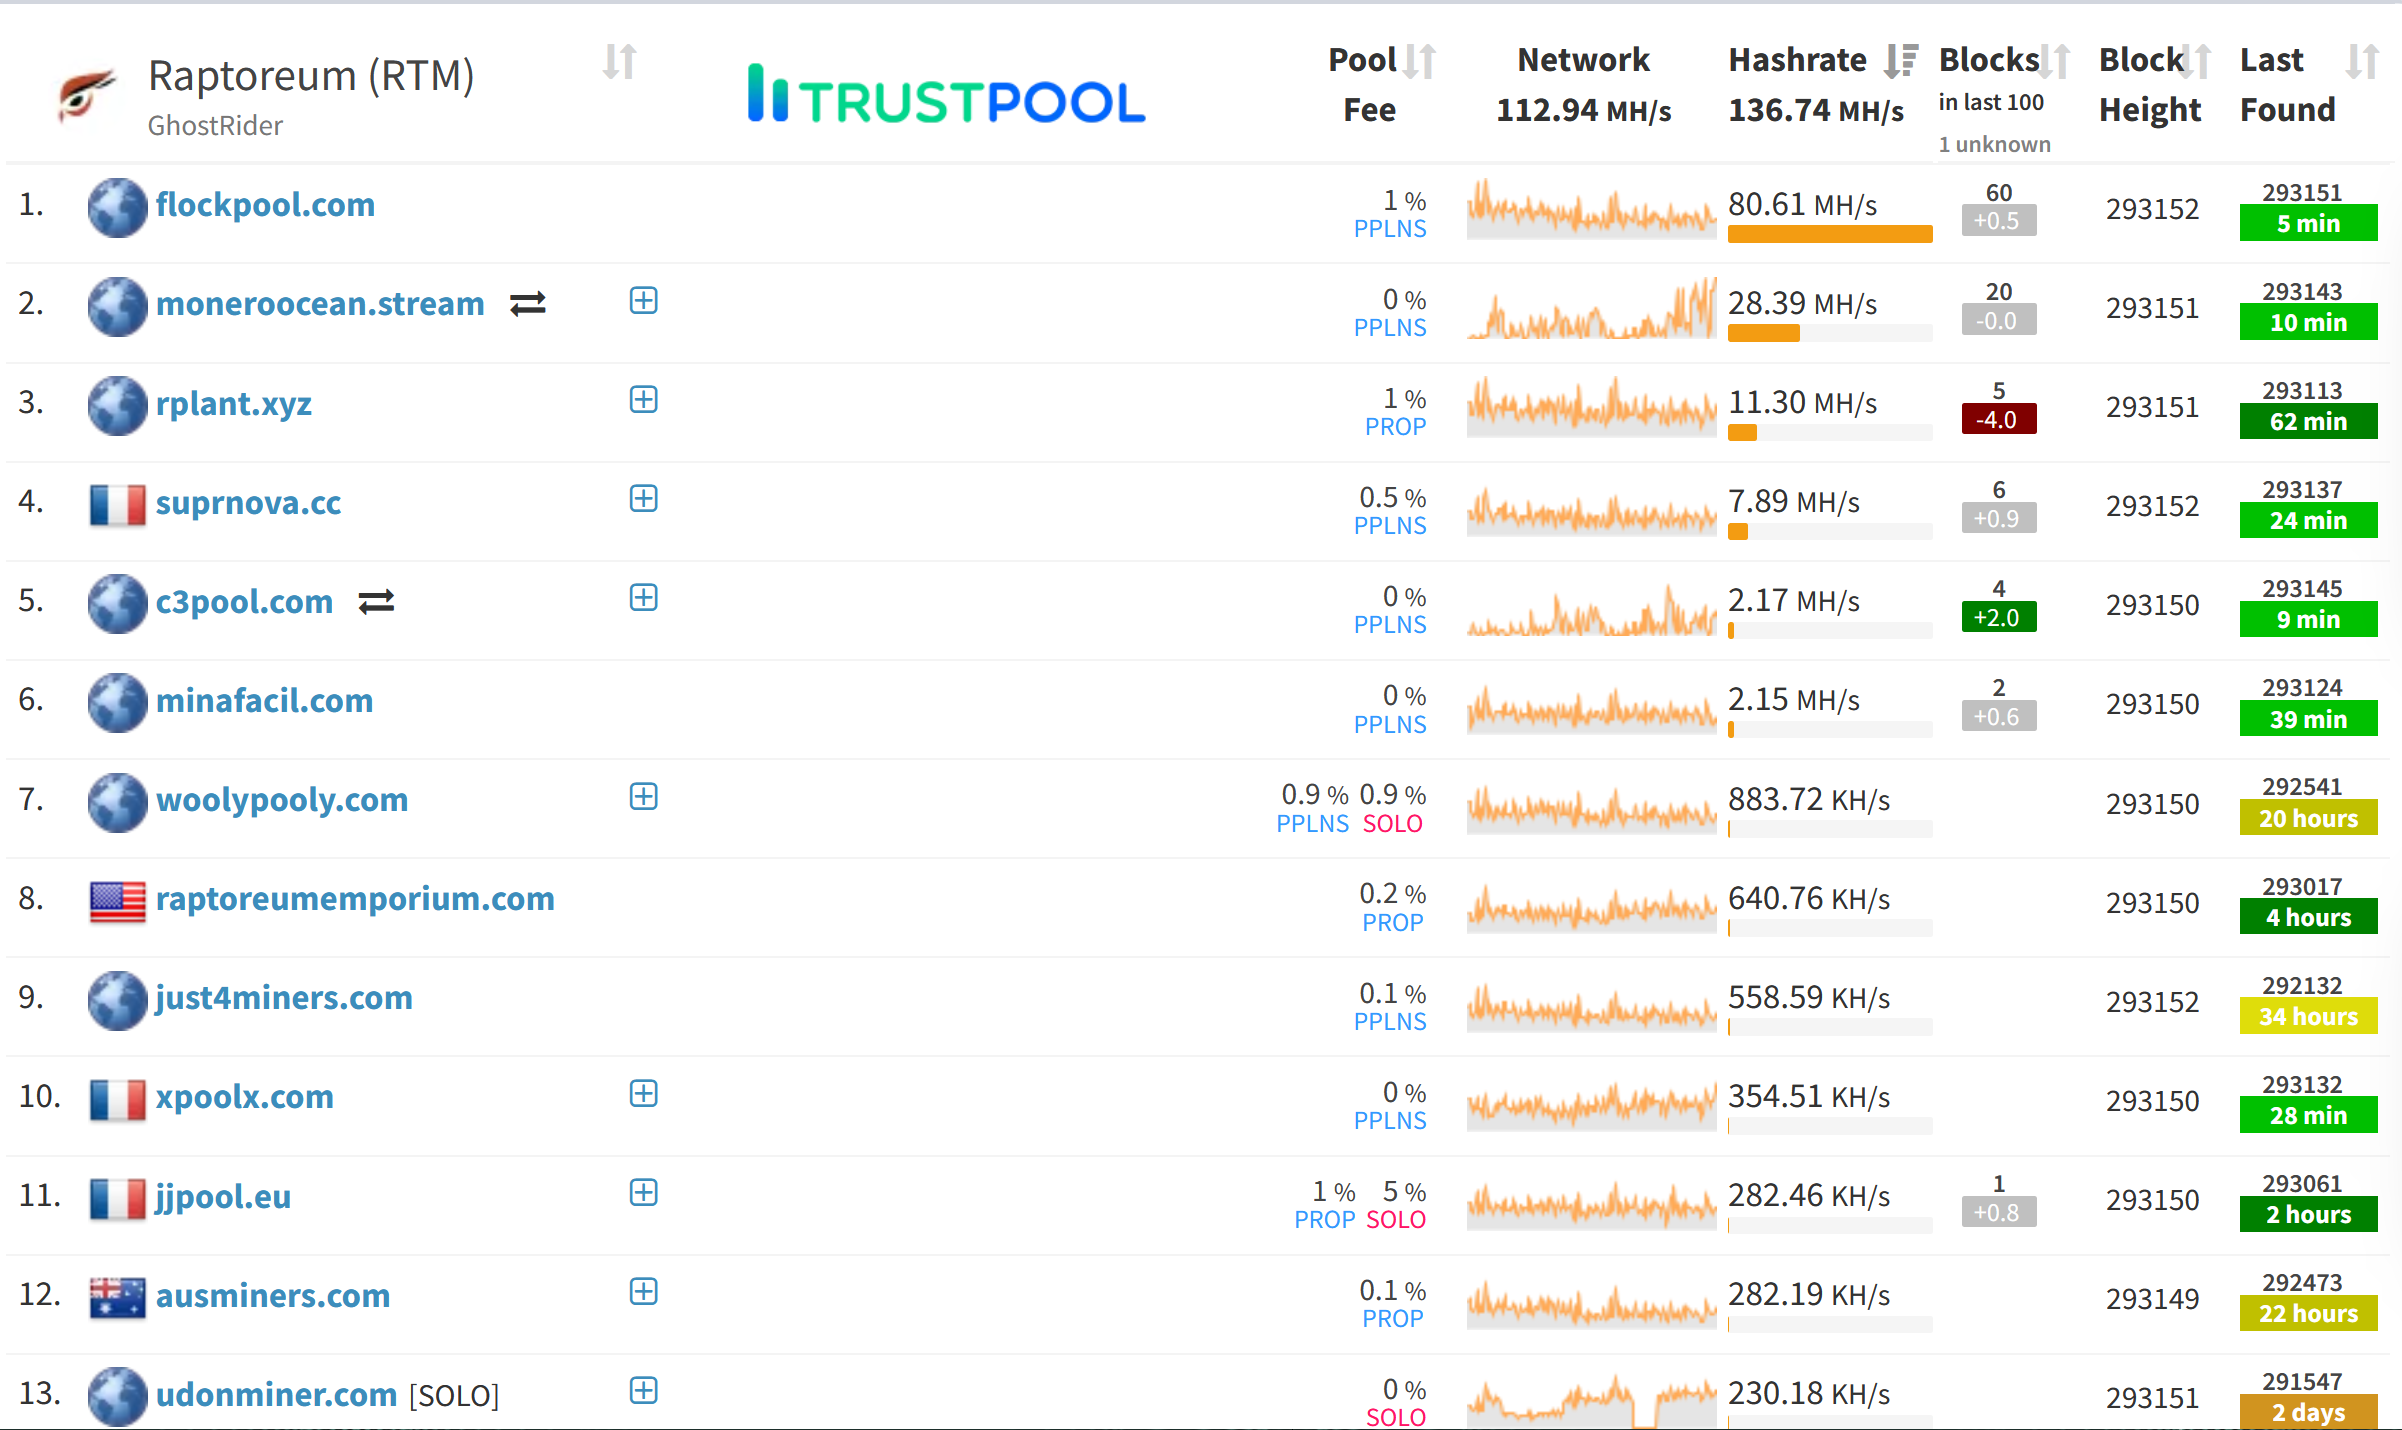 Raptoreum (RTM)
GhostRider
TRUSTPOOL
Pool Fee
Network 112.94 MH/s
Hashrate 136.74 MH/s
Blocks in last 100 1 unknown
Block Height
Last Found
1. flockpool.com 1 % PPLNS 80.61 MH/s 60 +0.5 293152 293151 5 min
2. moneroocean.stream 0 % PPLNS 28.39 MH/s 20 -0.0 293151 293143 10 min
3. rplant.xyz 1 % PROP 11.30 MH/s 5 -4.0 293151 293113 62 min
4. suprnova.cc 0.5 % PPLNS 7.89 MH/s 6 +0.9 293152 293137 24 min
5. c3pool.com 0 % PPLNS 2.17 MH/s 4 +2.0 293150 293145 9 min
6. minafacil.com 0 % PPLNS 2.15 MH/s 2 +0.6 293150 293124 39 min
7. woolypooly.com 0.9 % PPLNS 0.9 % SOLO 883.72 KH/s 293150 292541 20 hours
8. raptoreumemporium.com 0.2 % PROP 640.76 KH/s 293150 293017 4 hours
9. just4miners.com 0.1 % PPLNS 558.59 KH/s 293152 292132 34 hours
10. xpoolx.com 0 % PPLNS 354.51 KH/s 293150 293132 28 min
11. jjpool.eu 1 % PROP 5 % SOLO 282.46 KH/s 1 +0.8 293150 293061 2 hours
12. ausminers.com 0.1 % PROP 282.19 KH/s 293149 292473 22 hours
13. udonminer.com [SOLO] 0 % SOLO 230.18 KH/s 293151 291547 2 days